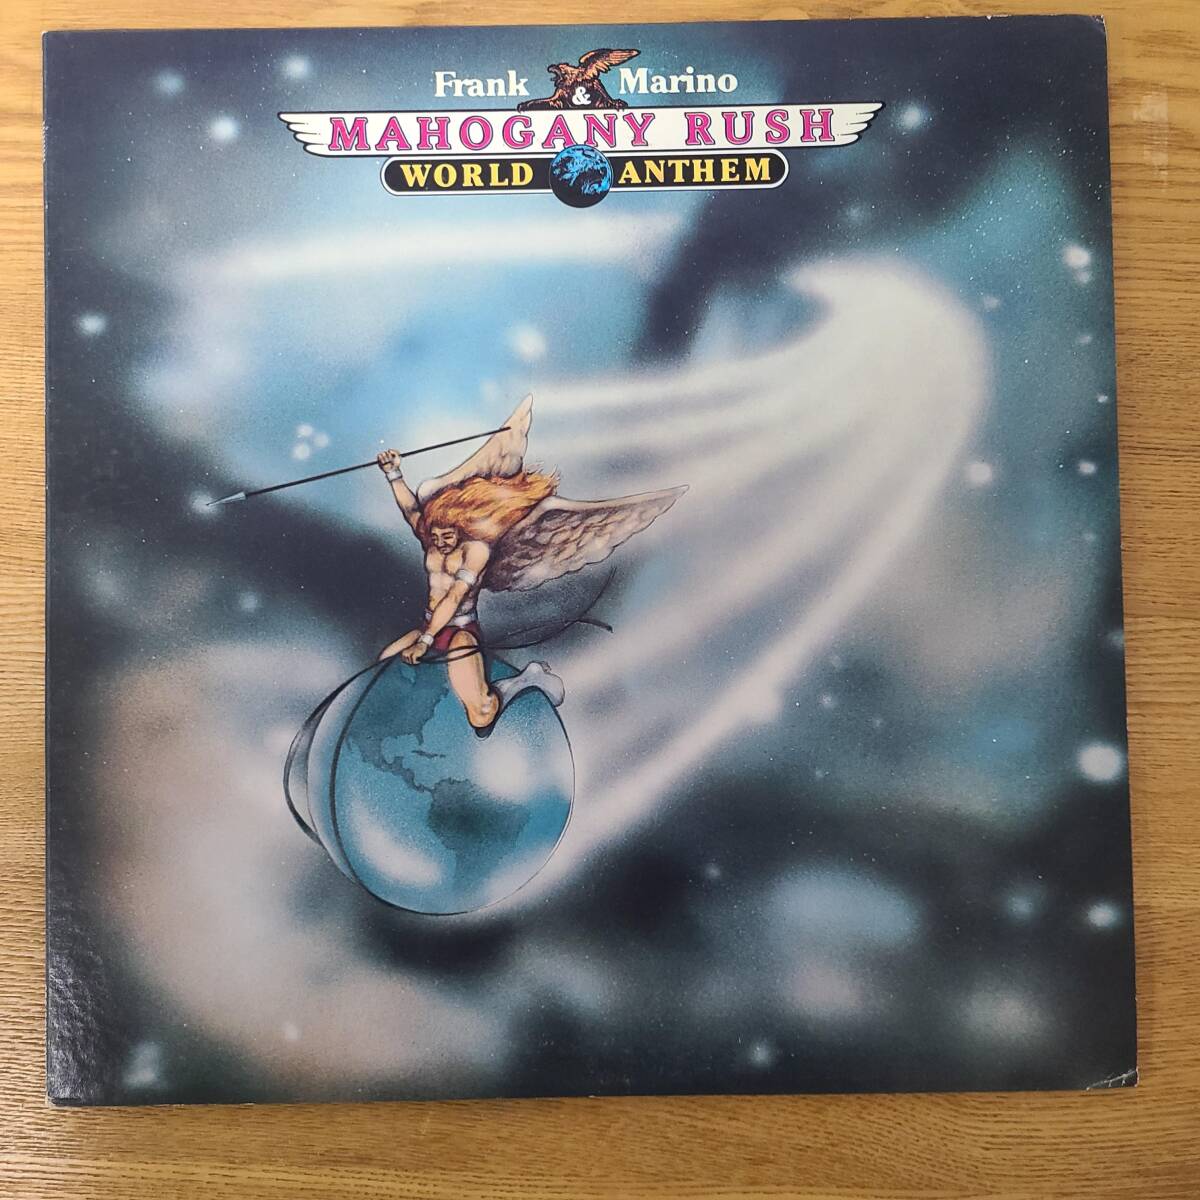 Frank & Marino
MAHOGANY RUSH
WORLD ANTHEM